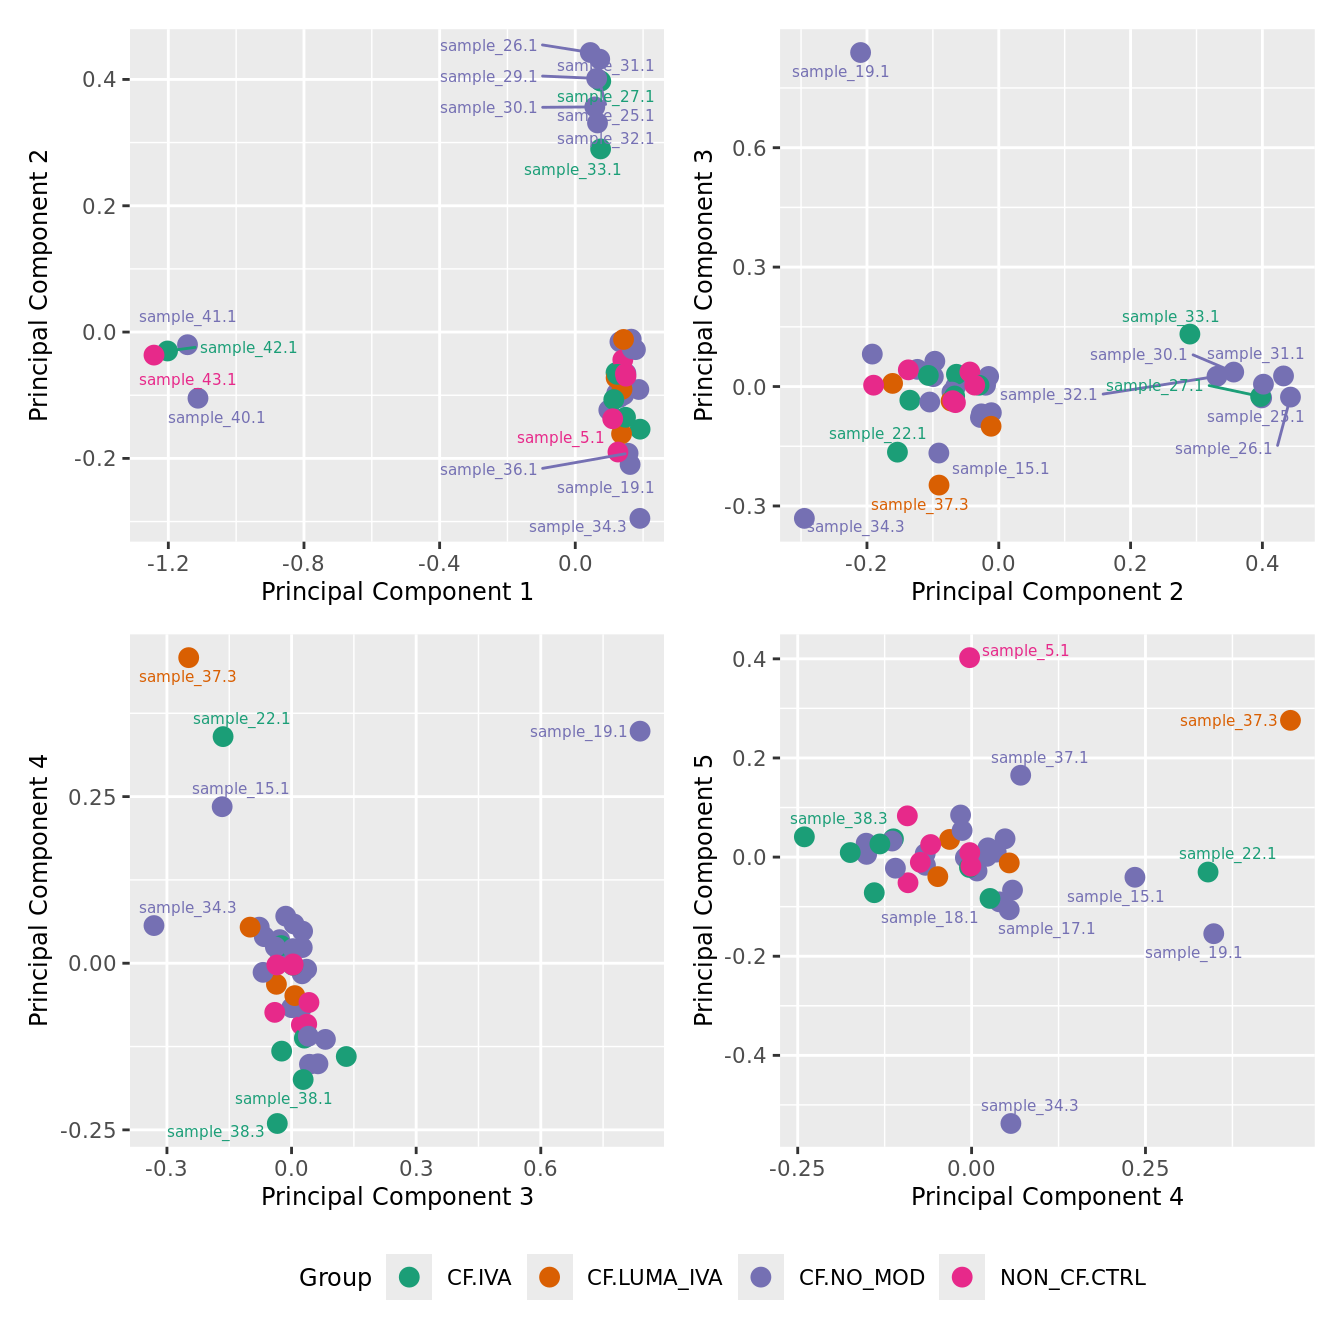 sample_26.1
sample_31.1
sample_29.1
sample_27.1
sample_30.1
sample_25.1
sample_32.1
sample_33.1
sample_41.1
sample_42.1
sample_43.1
sample_40.1
sample_5.1
sample_36.1
sample_19.1
sample_34.3
0.4
0.2
0.0
-0.2
-1.2 -0.8 -0.4 0.0
Principal Component 1
Principal Component 2
sample_19.1
sample_33.1
sample_30.1 sample_31.1
sample_27.1
sample_32.1
sample_25.1
sample_22.1
sample_26.1
sample_15.1
sample_37.3
sample_34.3
0.6
0.3
0.0
-0.3
-0.2 0.0 0.2 0.4
Principal Component 2
Principal Component 3
sample_37.3
sample_22.1
sample_19.1
sample_15.1
sample_34.3
sample_38.1
sample_38.3
0.25
0.00
-0.25
-0.3 0.0 0.3 0.6
Principal Component 3
Principal Component 4
sample_5.1
sample_37.3
sample_37.1
sample_38.3
sample_22.1
sample_15.1
sample_18.1
sample_17.1
sample_19.1
sample_34.3
0.4
0.2
0.0
-0.2
-0.4
-0.25 0.00 0.25
Principal Component 4
Principal Component 5
Group CF.IVA CF.LUMA_IVA CF.NO_MOD NON_CF.CTRL